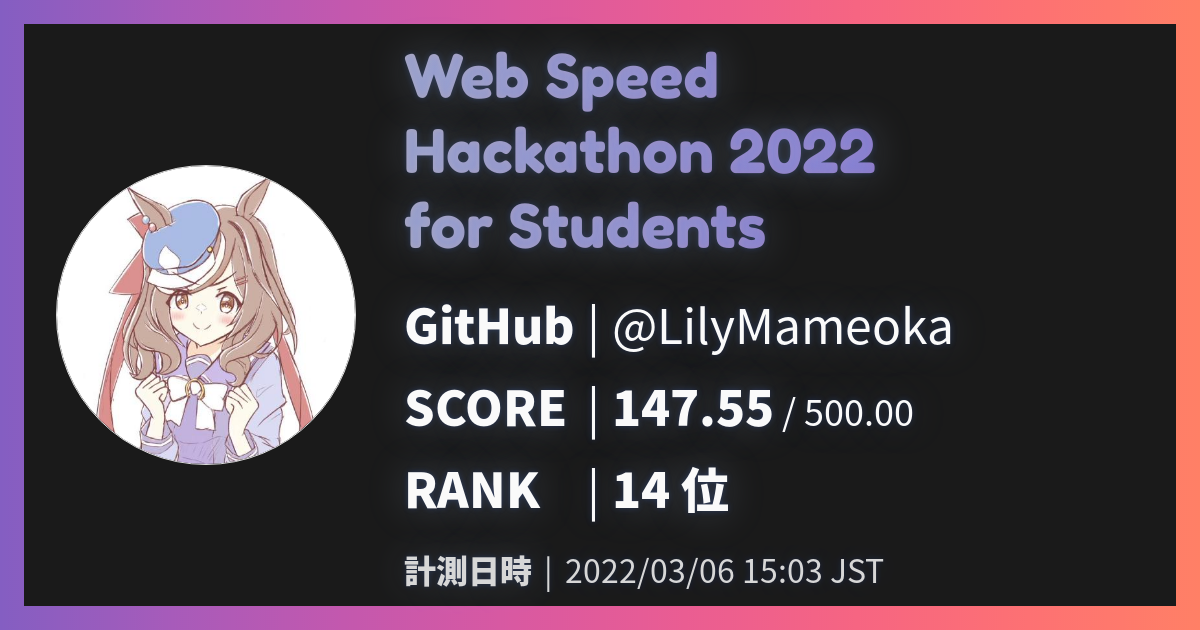 Web Speed
Hackathon 2022
for Students
GitHub | @LilyMameoka
SCORE | 147.55 / 500.00
RANK | 14 位
計測日時 | 2022/03/06 15:03 JST